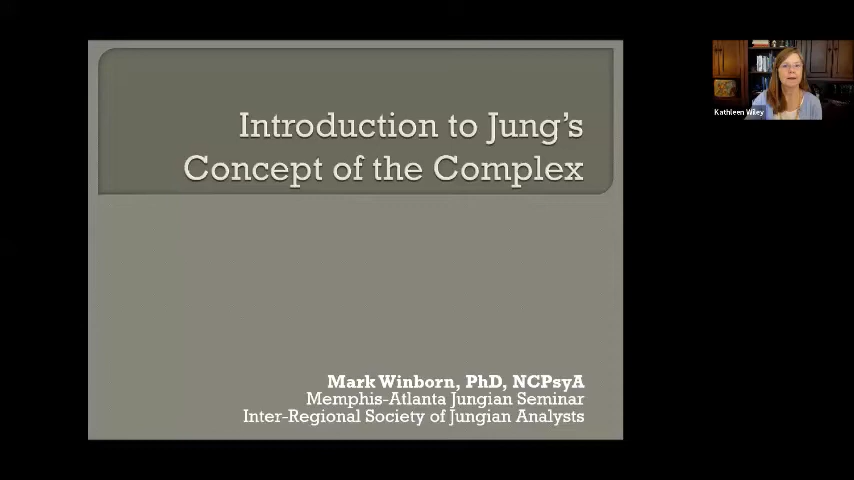 Introduction to Jung's
Concept of the Complex
Kathleen Wiley
Mark Winborn, PhD, NCPsyA
Memphis-Atlanta Jungian Seminar
Inter-Regional Society of Jungian Analysts